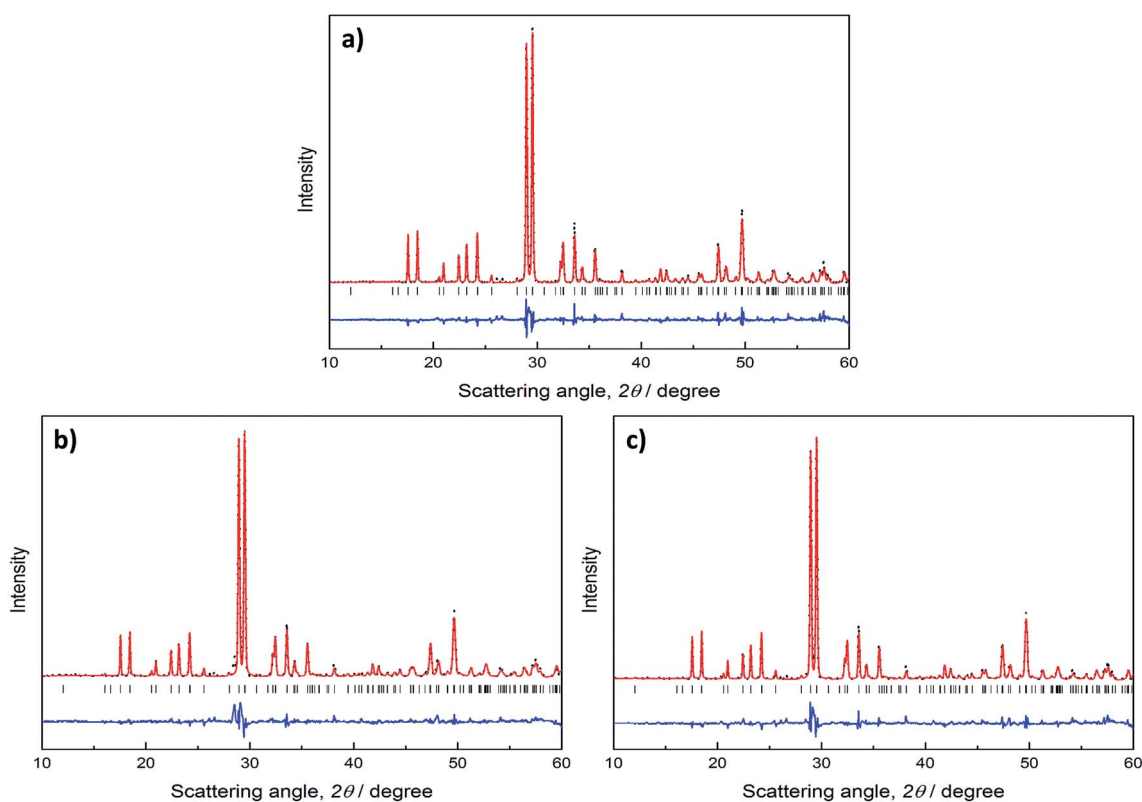 a)
Intensity
10 20 30 40 50 60
Scattering angle, 2θ / degree
b)
Intensity
10 20 30 40 50 60
Scattering angle, 2θ / degree
c)
Intensity
10 20 30 40 50 60
Scattering angle, 2θ / degree